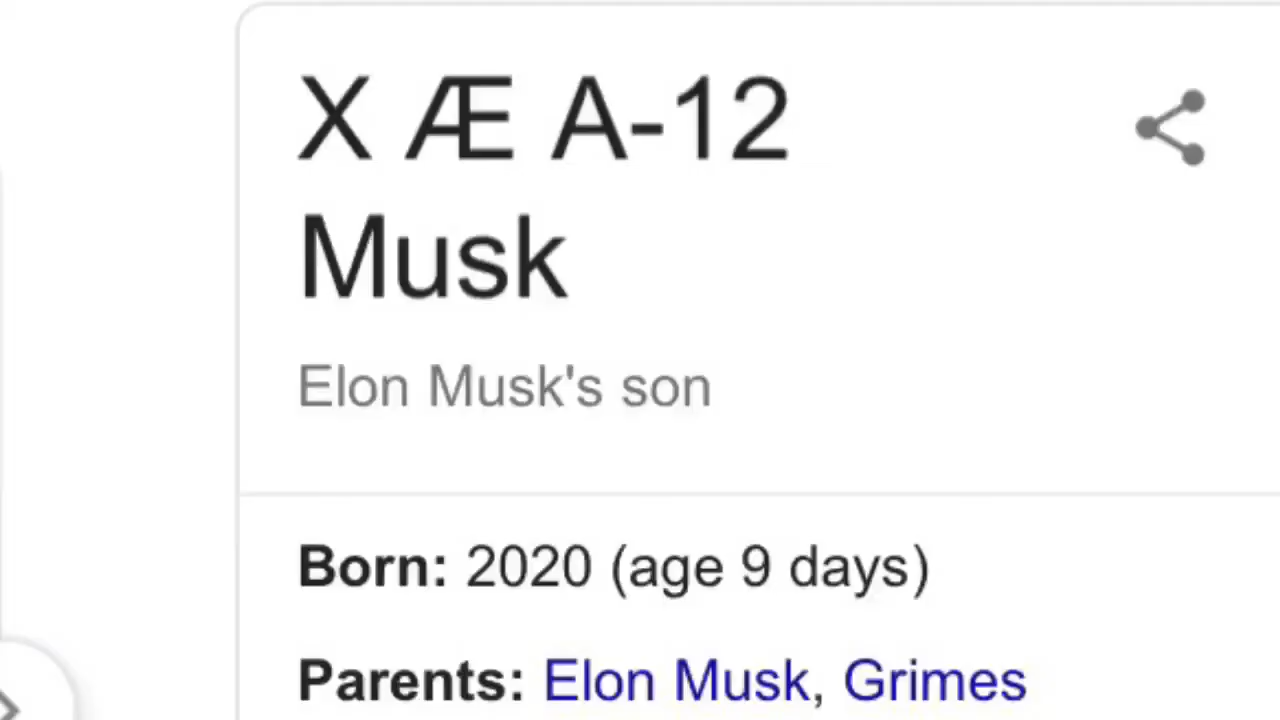 X Æ A-12
Musk
Elon Musk's son
Born: 2020 (age 9 days)
Parents: Elon Musk, Grimes